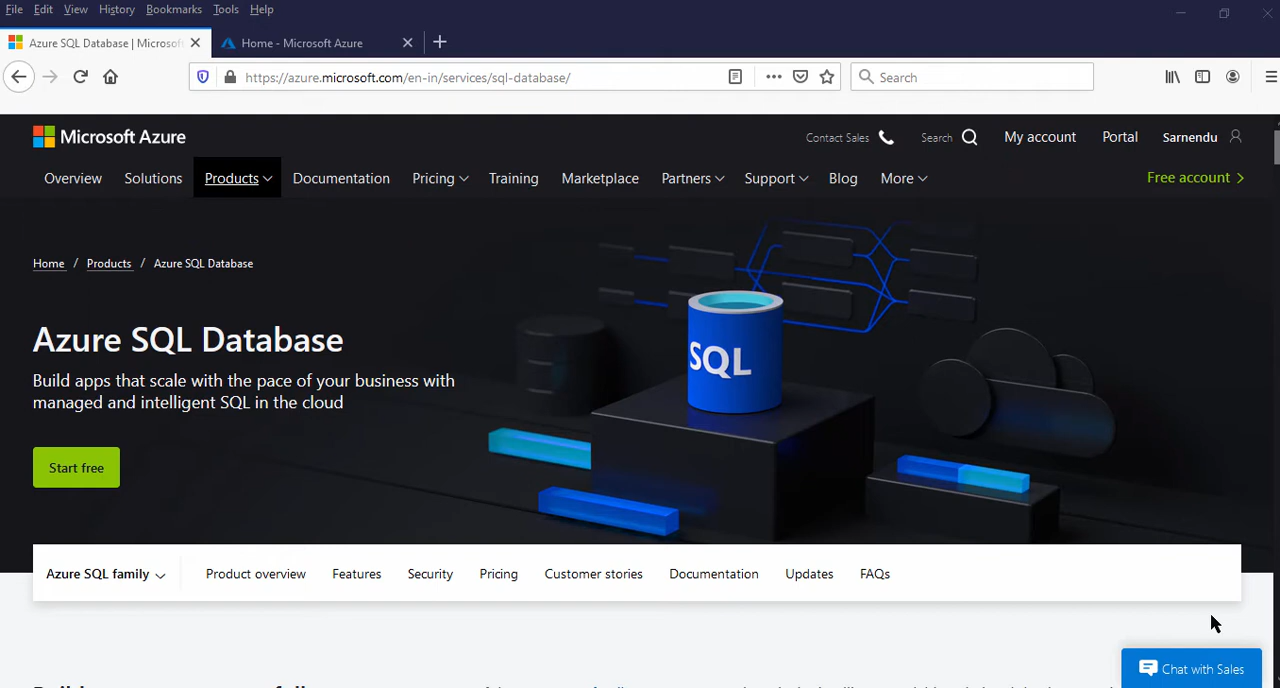 File Edit View History Bookmarks Tools Help
Azure SQL Database | Microsoft
Home - Microsoft Azure
https://azure.microsoft.com/en-in/services/sql-database/
Search
Microsoft Azure
Contact Sales
Search
My account
Portal
Sarnendu
Overview
Solutions
Products
Documentation
Pricing
Training
Marketplace
Partners
Support
Blog
More
Free account
Home / Products / Azure SQL Database
Azure SQL Database
Build apps that scale with the pace of your business with
managed and intelligent SQL in the cloud
SQL
Start free
Azure SQL family
Product overview
Features
Security
Pricing
Customer stories
Documentation
Updates
FAQs
Chat with Sales